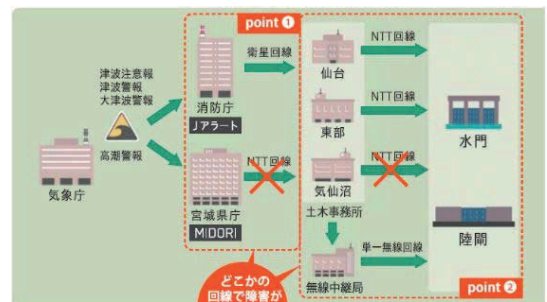 point ❶
津波注意報
津波警報
大津波警報
高潮警報
気象庁
消防庁
Jアラート
宮城県庁
MIDORI
衛星回線
NTT回線
仙台
東部
気仙沼
土木事務所
無線中継局
NTT回線
NTT回線
NTT回線
単一無線回線
水門
陸閘
point ❷
どこかの
回線で障害が